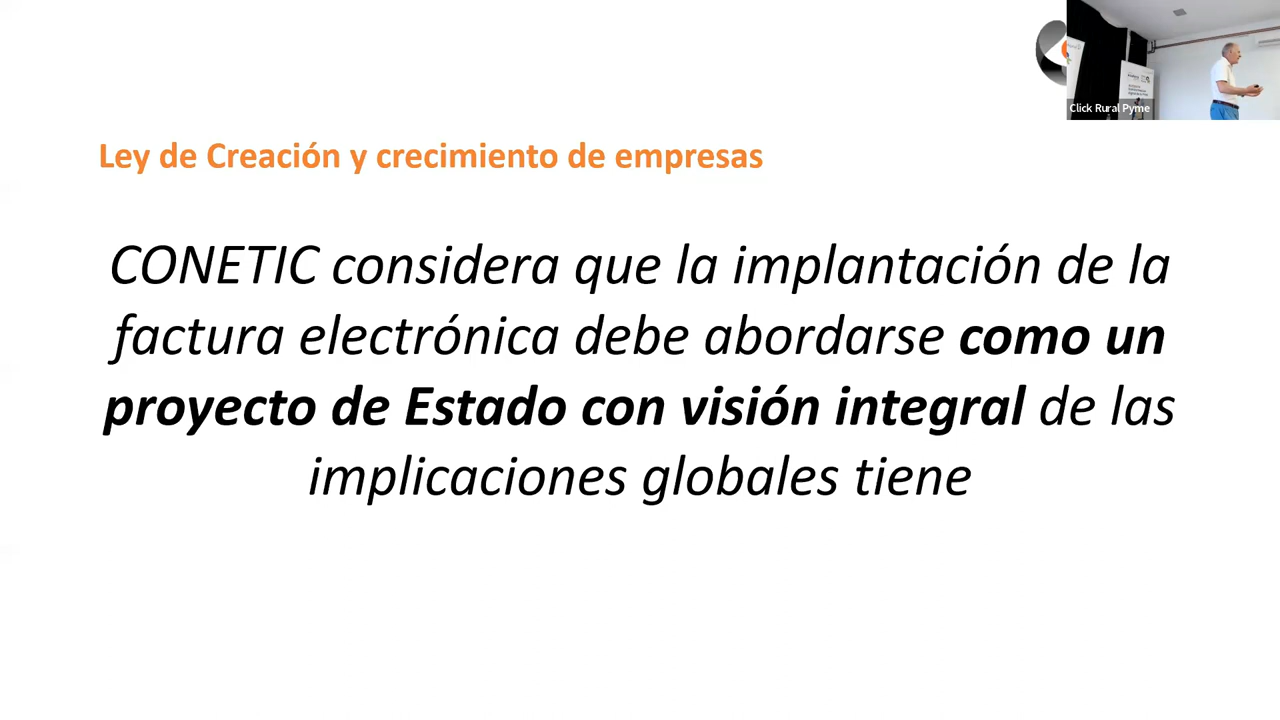 Click Rural Pyme
Ley de Creación y crecimiento de empresas
CONETIC considera que la implantación de la
factura electrónica debe abordarse como un
proyecto de Estado con visión integral de las
implicaciones globales tiene